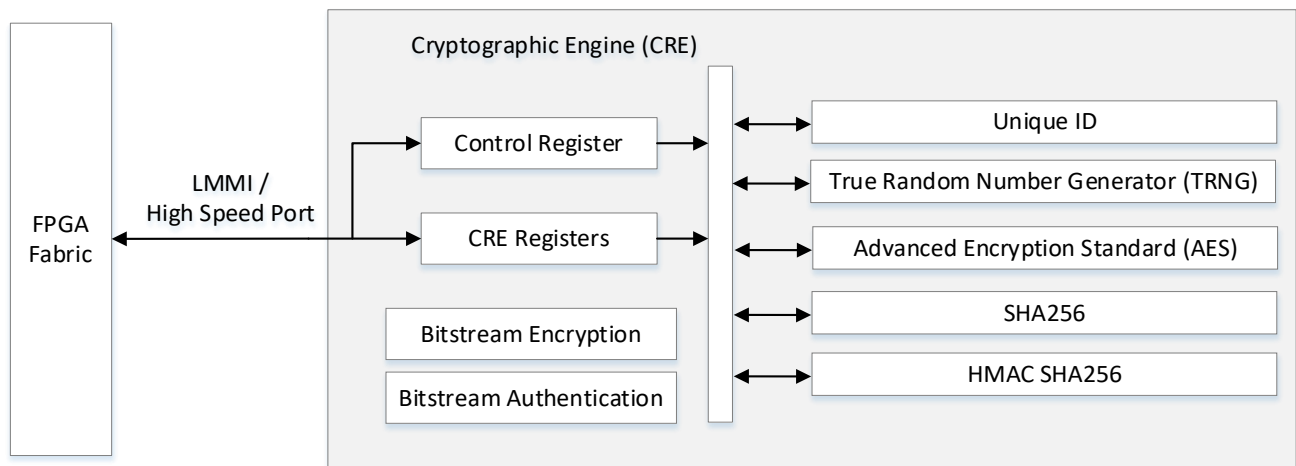 Cryptographic Engine (CRE)
FPGA
Fabric
LMMI /
High Speed Port
Control Register
CRE Registers
Bitstream Encryption
Bitstream Authentication
Unique ID
True Random Number Generator (TRNG)
Advanced Encryption Standard (AES)
SHA256
HMAC SHA256